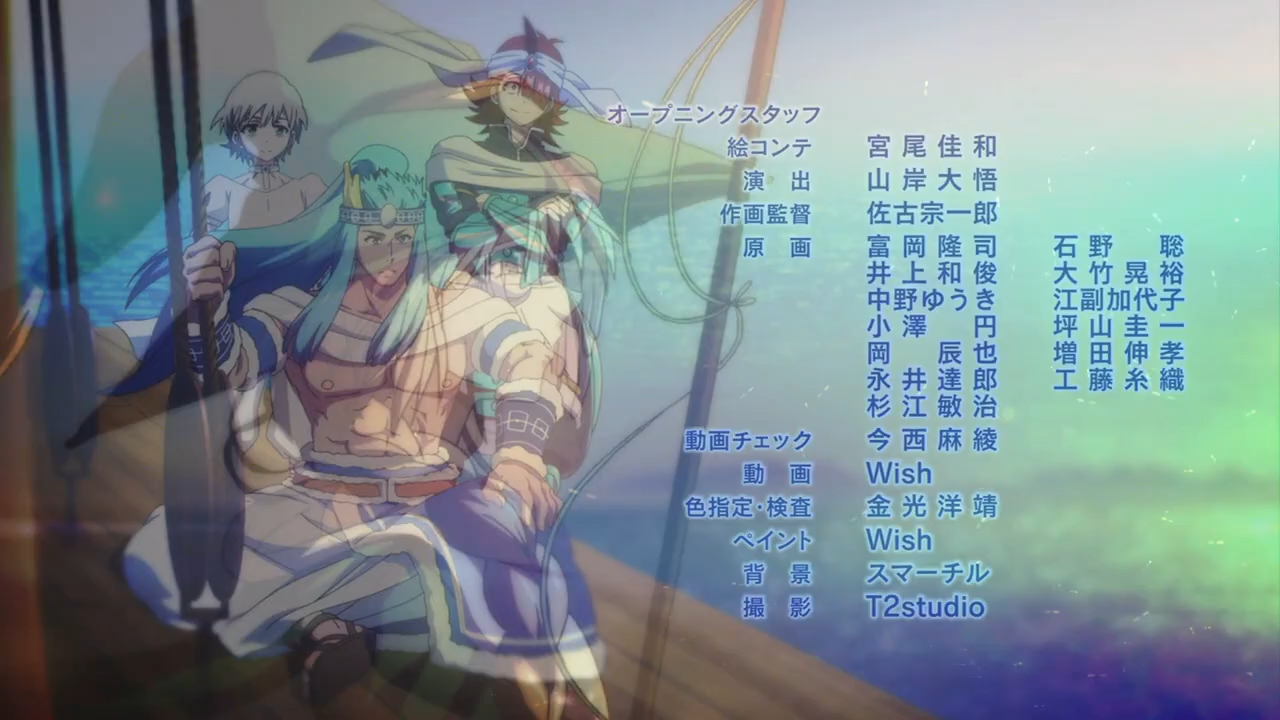 オープニングスタッフ
絵コンテ 宮尾佳和
演出 山岸大悟
作画監督 佐古宗一郎
原画 富岡隆司 石野聡
井上和俊 大竹晃裕
中野ゆうき 江副加代子
小澤円 坪山圭一
岡辰也 増田伸孝
永井達郎 工藤糸織
杉江敏治
動画チェック 今西麻綾
動画 Wish
色指定・検査 金光洋靖
ペイント Wish
背景 スマーチル
撮影 T2studio